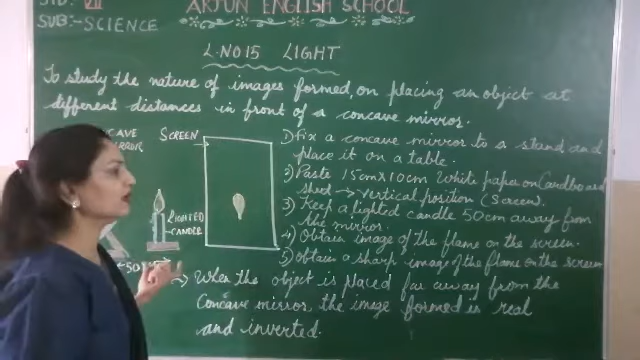 STD: VII
ARJUN ENGLISH SCHOOL
SUB:- SCIENCE
L.NO 15 LIGHT
To study the nature of images formed, on placing an object at
different distances in front of a concave mirror.
SCREEN
1) Fix a concave mirror to a stand and
place it on a table.
2) Paste 15cm X 10cm White paper on Cardboard
sheet → Vertical position (Screen)
3) Keep a lighted candle 50cm away from
the mirror.
LIGHTED
CANDLE
4) Obtain image of the flame on the screen.
5) Obtain a sharp image of the flame on the screen
→ When the object is placed far away from the
Concave mirror, the image formed is real
and inverted.